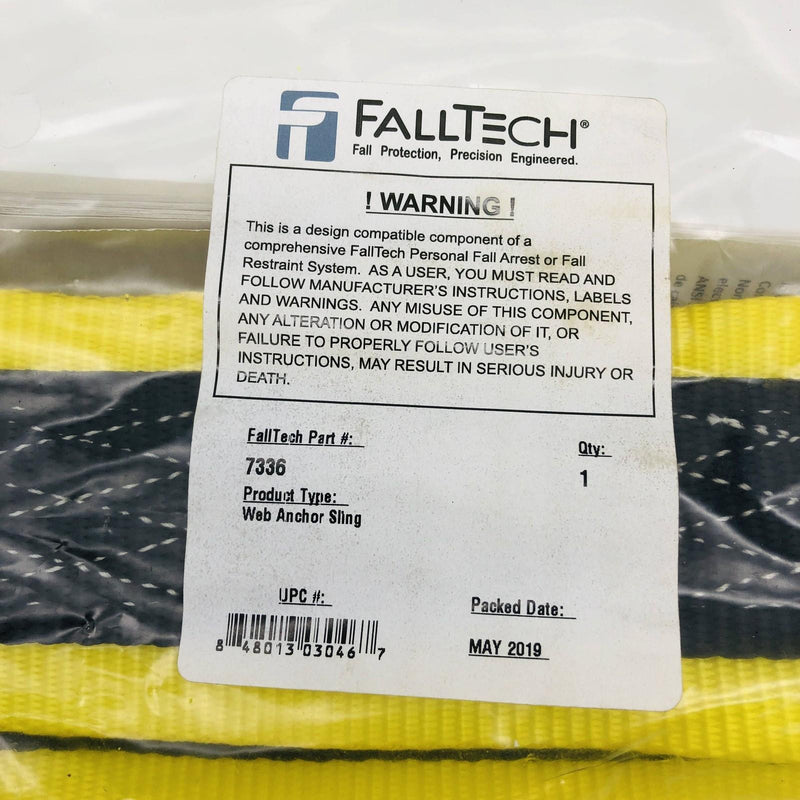 FALLTECH®
Fall Protection, Precision Engineered.
! WARNING !
This is a design compatible component of a
comprehensive FallTech Personal Fall Arrest or Fall
Restraint System. AS A USER, YOU MUST READ AND
FOLLOW MANUFACTURER'S INSTRUCTIONS, LABELS
AND WARNINGS. ANY MISUSE OF THIS COMPONENT,
ANY ALTERATION OR MODIFICATION OF IT, OR
FAILURE TO PROPERLY FOLLOW USER'S
INSTRUCTIONS, MAY RESULT IN SERIOUS INJURY OR
DEATH.
FallTech Part #:
7336
Qty:
1
Product Type:
Web Anchor Sling
UPC #:
8 48013 03046 7
Packed Date:
MAY 2019